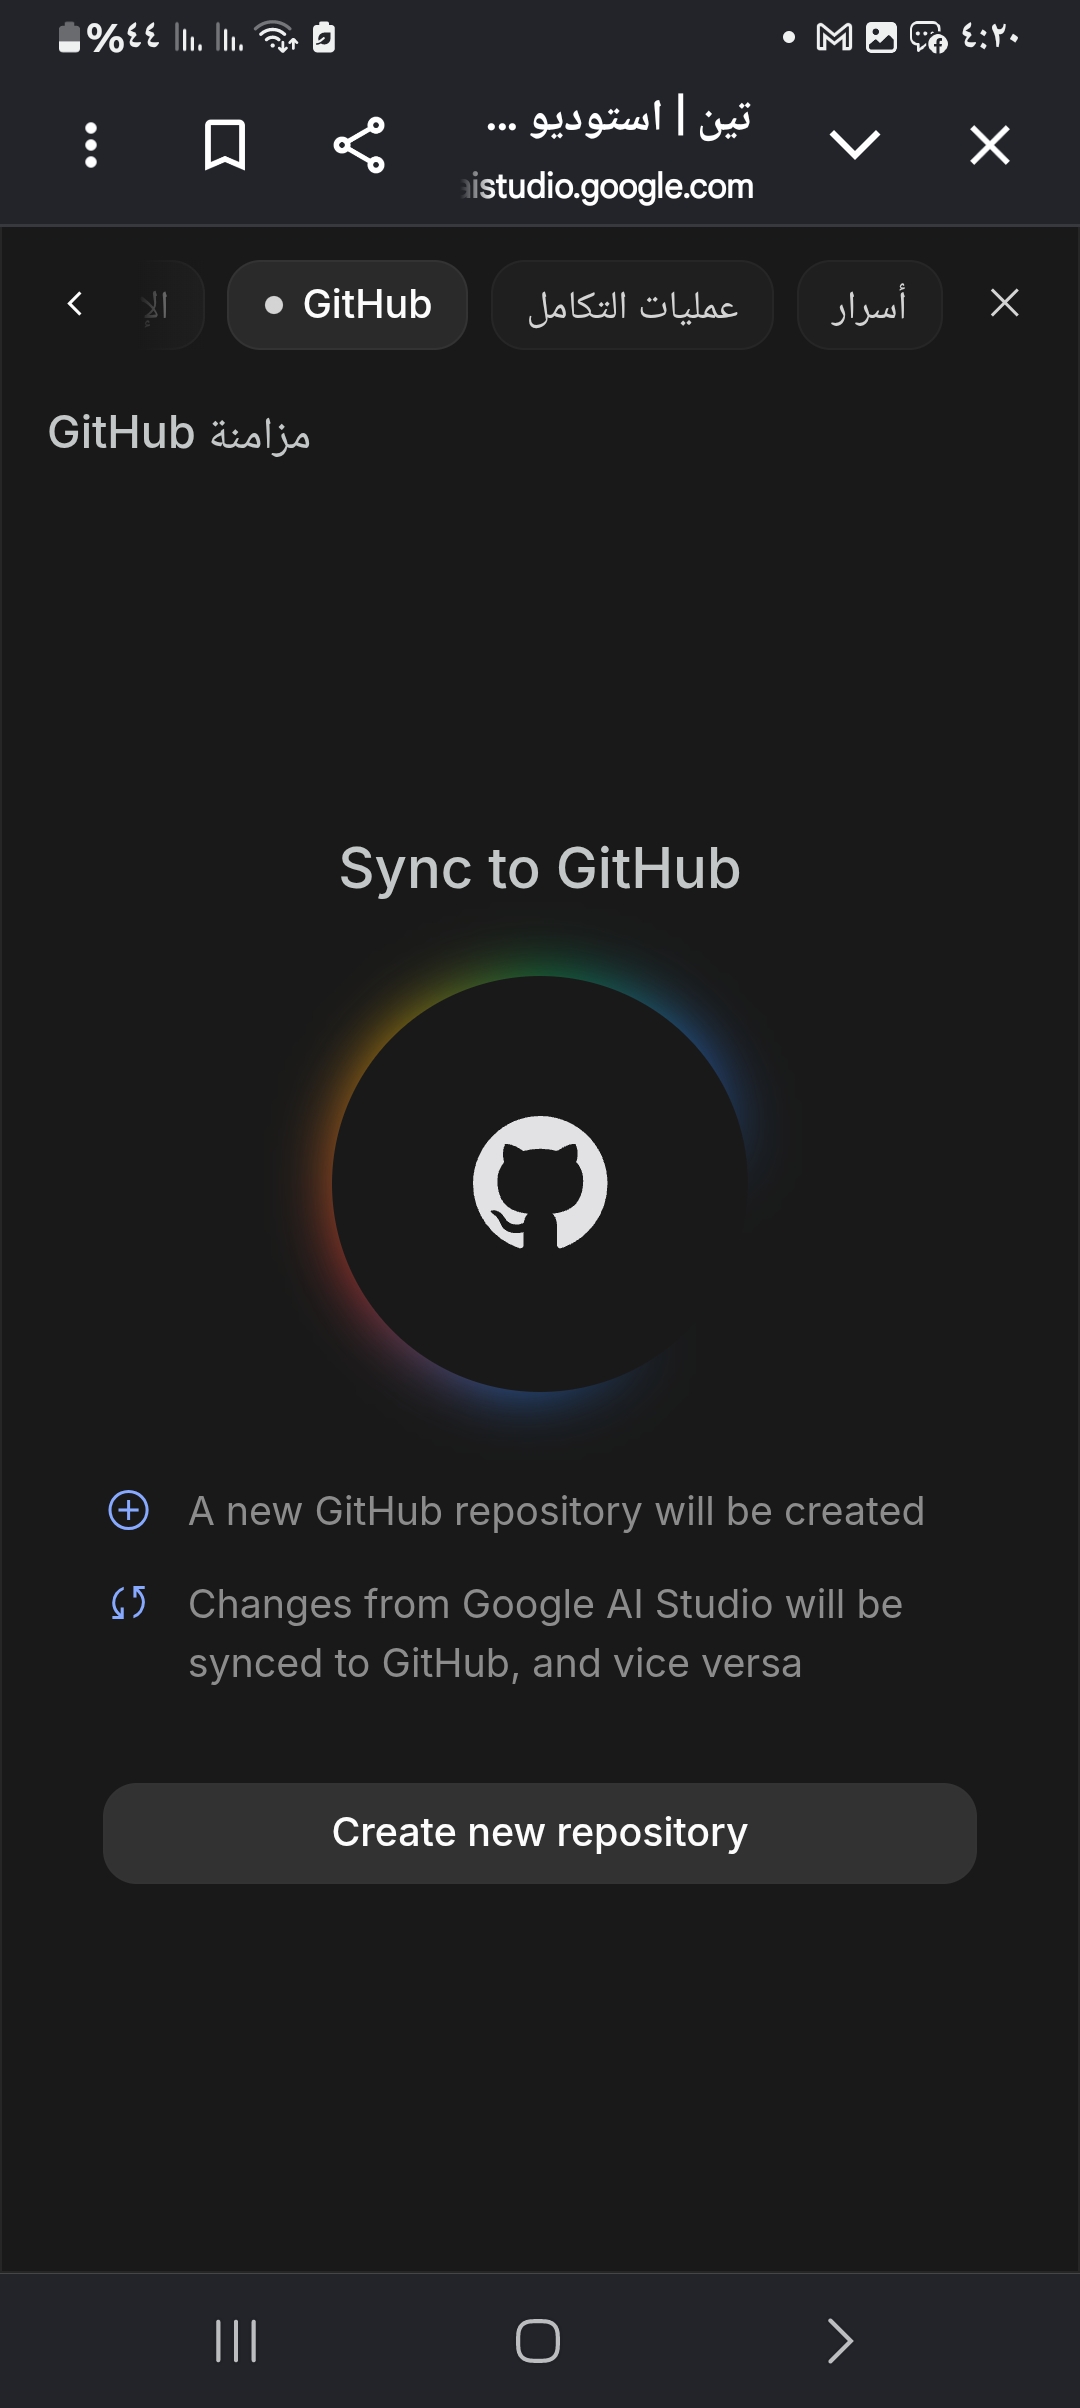 %٤٤
٤:٢٠
تين | استوديو ...
aistudio.google.com
أسرار
عمليات التكامل
GitHub
الإ
مزامنة GitHub
Sync to GitHub
A new GitHub repository will be created
Changes from Google AI Studio will be
synced to GitHub, and vice versa
Create new repository